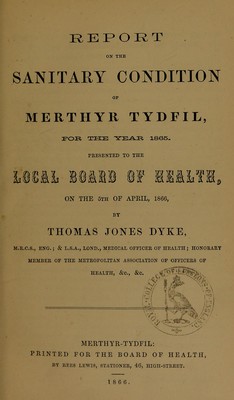 REPORT
ON THE
SANITARY CONDITION
OF
MERTHYR TYDFIL,
FOR THE YEAR 1865.
PRESENTED TO THE
LOCAL BOARD OF HEALTH,
ON THE 5TH OF APRIL, 1866,
BY
THOMAS JONES DYKE,
M.R.C.S., ENG.; & L.S.A., LOND., MEDICAL OFFICER OF HEALTH; HONORARY
MEMBER OF THE METROPOLITAN ASSOCIATION OF OFFICERS OF
HEALTH, &c., &c.
MERTHYR-TYDFIL:
PRINTED FOR THE BOARD OF HEALTH,
BY REES LEWIS, STATIONER, 46, HIGH-STREET.
1866.